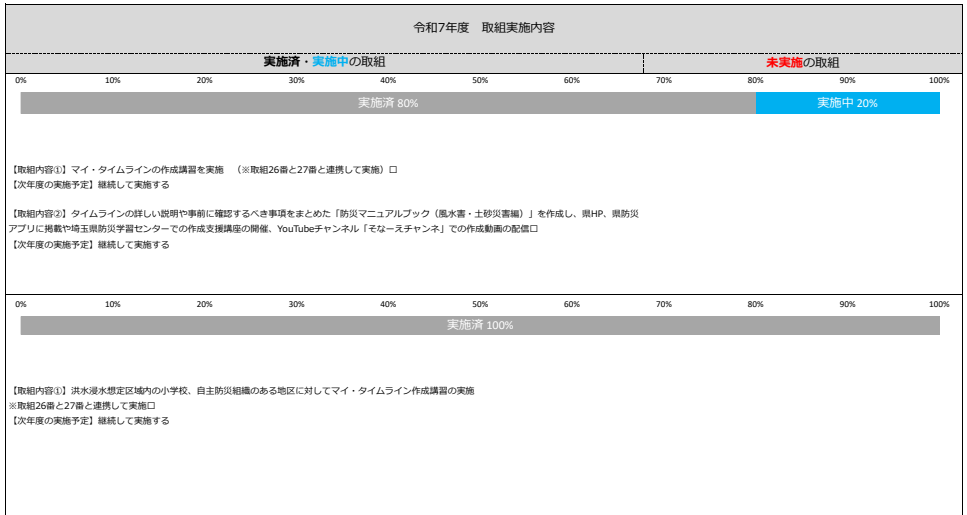 令和7年度　取組実施内容
実施済・実施中の取組
未実施の取組
0% 10% 20% 30% 40% 50% 60% 70% 80% 90% 100%
実施済 80% 実施中 20%
【取組内容①】マイ・タイムラインの作成講習を実施　（※取組26番と27番と連携して実施）□
【次年度の実施予定】継続して実施する
【取組内容②】タイムラインの詳しい説明や事前に確認するべき事項をまとめた「防災マニュアルブック（風水害・土砂災害編）」を作成し、県HP、県防災
アプリに掲載や埼玉県防災学習センターでの作成支援講座の開催、YouTubeチャンネル「そなーえチャンネ」での作成動画の配信□
【次年度の実施予定】継続して実施する
0% 10% 20% 30% 40% 50% 60% 70% 80% 90% 100%
実施済 100%
【取組内容①】洪水浸水想定区域内の小学校、自主防災組織のある地区に対してマイ・タイムライン作成講習の実施
※取組26番と27番と連携して実施□
【次年度の実施予定】継続して実施する